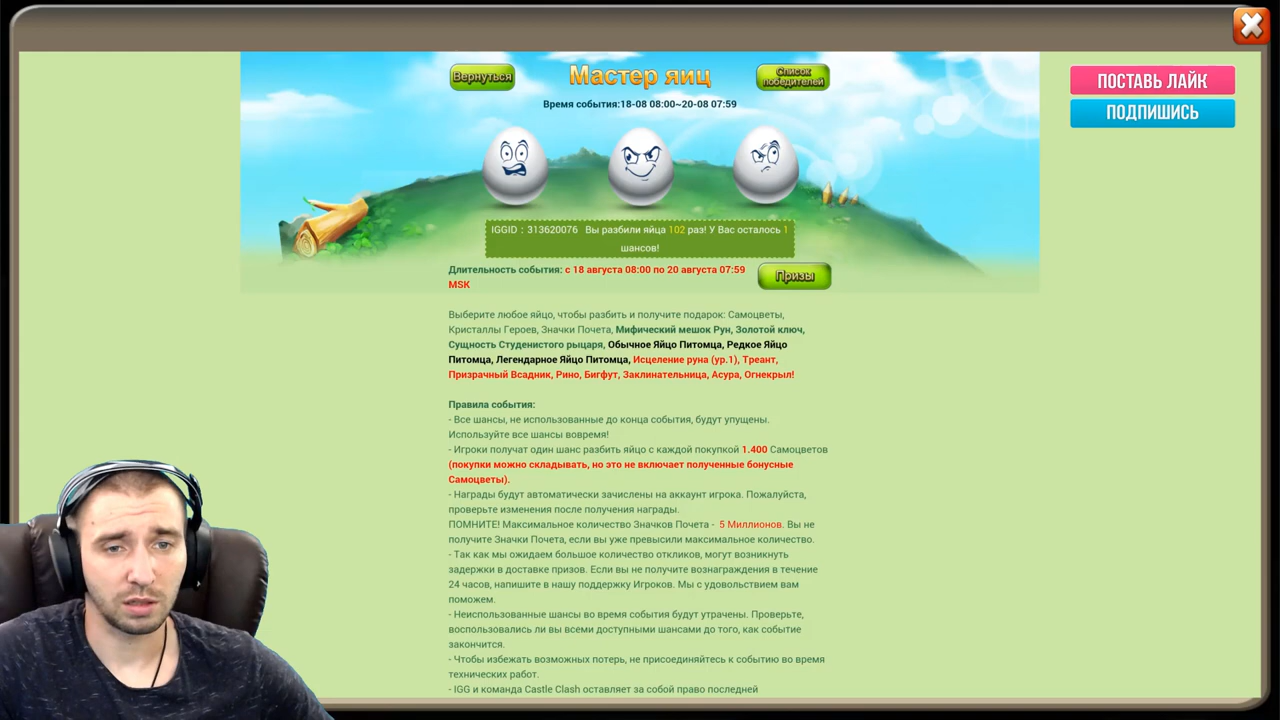 Вернуться
Мастер яиц
Список
победителей
ПОСТАВЬ ЛАЙК
ПОДПИШИСЬ
Время события:18-08 08:00~20-08 07:59
IGGID : 313620076 Вы разбили яйца 102 раз! У Вас осталось 1
шансов!
Длительность события: с 18 августа 08:00 по 20 августа 07:59
MSK
Призы
Выберите любое яйцо, чтобы разбить и получите подарок: Самоцветы,
Кристаллы Героев, Значки Почета, Мифический мешок Рун, Золотой ключ,
Сущность Студенистого рыцаря, Обычное Яйцо Питомца, Редкое Яйцо
Питомца, Легендарное Яйцо Питомца, Исцеление руна (ур.1), Треант,
Призрачный Всадник, Рино, Бигфут, Заклинательница, Асура, Огнекрыл!
Правила события:
- Все шансы, не использованные до конца события, будут упущены.
Используйте все шансы вовремя!
- Игроки получат один шанс разбить яйцо с каждой покупкой 1.400 Самоцветов
(покупки можно складывать, но это не включает полученные бонусные
Самоцветы).
- Награды будут автоматически зачислены на аккаунт игрока. Пожалуйста,
проверьте изменения после получения награды.
ПОМНИТЕ! Максимальное количество Значков Почета - 5 Миллионов. Вы не
получите Значки Почета, если вы уже превысили максимальное количество.
- Так как мы ожидаем большое количество откликов, могут возникнуть
задержки в доставке призов. Если вы не получите вознаграждения в течение
24 часов, напишите в нашу поддержку Игроков. Мы с удовольствием вам
поможем.
- Неиспользованные шансы во время события будут утрачены. Проверьте,
воспользовались ли вы всеми доступными шансами до того, как событие
закончится.
- Чтобы избежать возможных потерь, не присоединяйтесь к событию во время
технических работ.
- IGG и команда Castle Clash оставляет за собой право последней